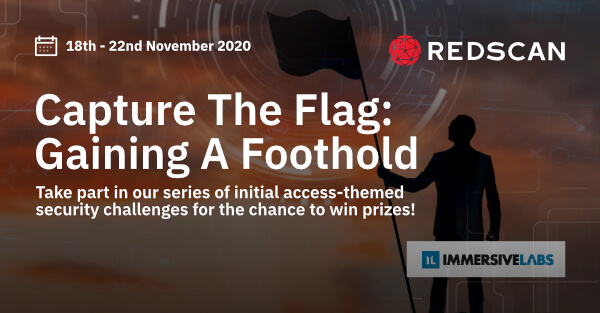 18th - 22nd November 2020
REDSCAN
Capture The Flag:
Gaining A Foothold
Take part in our series of initial access-themed
security challenges for the chance to win prizes!
IL IMMERSIVELABS